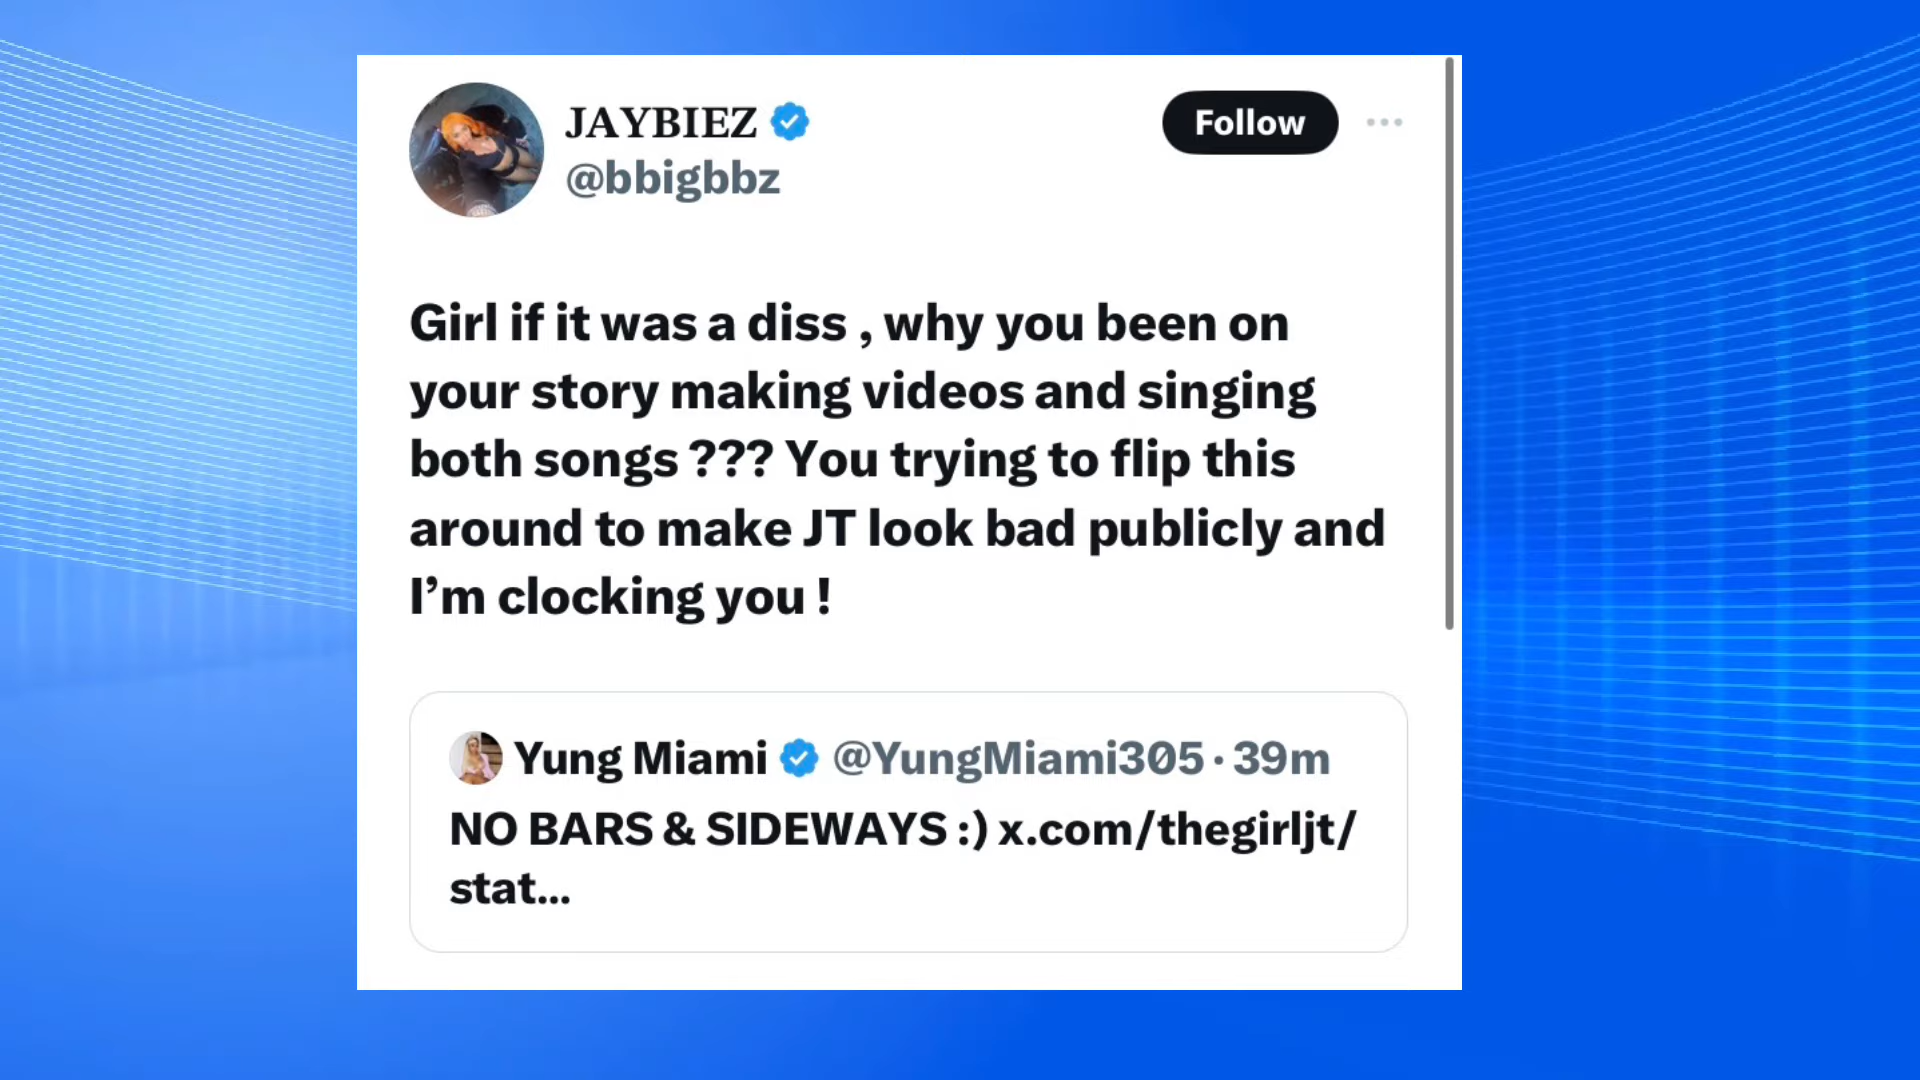 JAYBIEZ
@bbigbbz
Follow
Girl if it was a diss , why you been on
your story making videos and singing
both songs ??? You trying to flip this
around to make JT look bad publicly and
I’m clocking you !
Yung Miami @YungMiami305 · 39m
NO BARS & SIDEWAYS :) x.com/thegirljt/
stat...